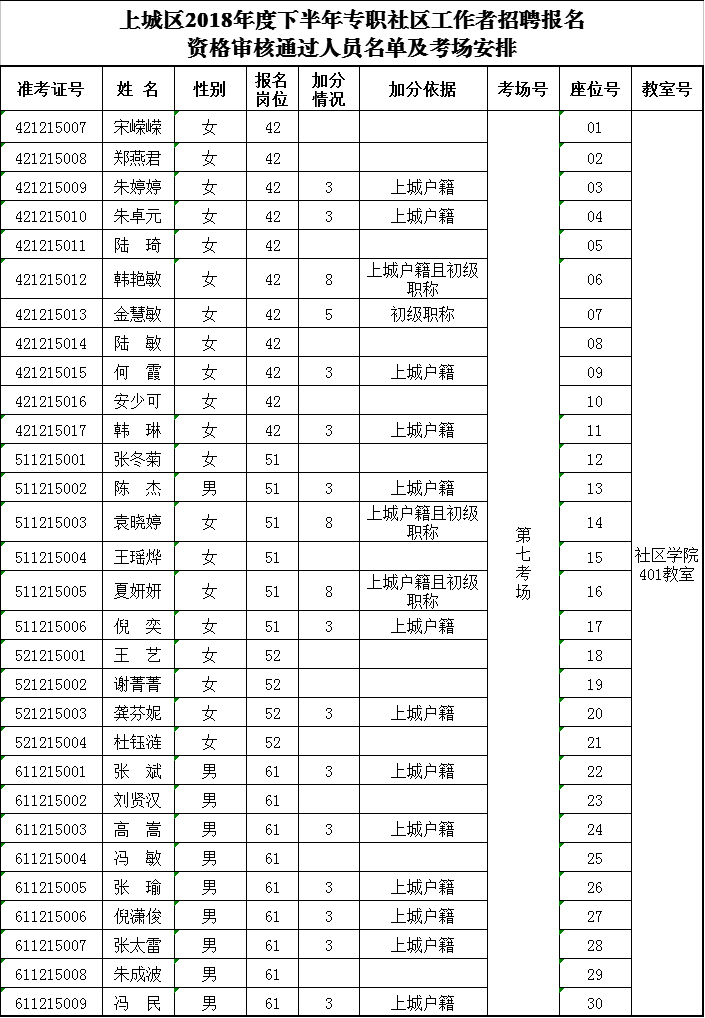 上城区2018年度下半年专职社区工作者招聘报名
资格审核通过人员名单及考场安排
准考证号 姓 名 性别 报名岗位 加分情况 加分依据 考场号 座位号 教室号
421215007 宋嵘嵘 女 42 01
421215008 郑燕君 女 42 02
421215009 朱婷婷 女 42 3 上城户籍 03
421215010 朱卓元 女 42 3 上城户籍 04
421215011 陆 琦 女 42 05
421215012 韩艳敏 女 42 8 上城户籍且初级职称 06
421215013 金慧敏 女 42 5 初级职称 07
421215014 陆 敏 女 42 08
421215015 何 霞 女 42 3 上城户籍 09
421215016 安少可 女 42 10
421215017 韩 琳 女 42 3 上城户籍 11
511215001 张冬菊 女 51 12
511215002 陈 杰 男 51 3 上城户籍 13
511215003 袁晓婷 女 51 8 上城户籍且初级职称 14
511215004 王瑶烨 女 51 第七考场 15 社区学院401教室
511215005 夏妍妍 女 51 8 上城户籍且初级职称 16
511215006 倪 奕 女 51 3 上城户籍 17
521215001 王 艺 女 52 18
521215002 谢菁菁 女 52 19
521215003 龚芬妮 女 52 3 上城户籍 20
521215004 杜钰涟 女 52 21
611215001 张 斌 男 61 3 上城户籍 22
611215002 刘贤汉 男 61 23
611215003 高 嵩 男 61 3 上城户籍 24
611215004 冯 敏 男 61 25
611215005 张 瑜 男 61 3 上城户籍 26
611215006 倪潇俊 男 61 3 上城户籍 27
611215007 张太雷 男 61 3 上城户籍 28
611215008 朱成波 男 61 29
611215009 冯 民 男 61 3 上城户籍 30